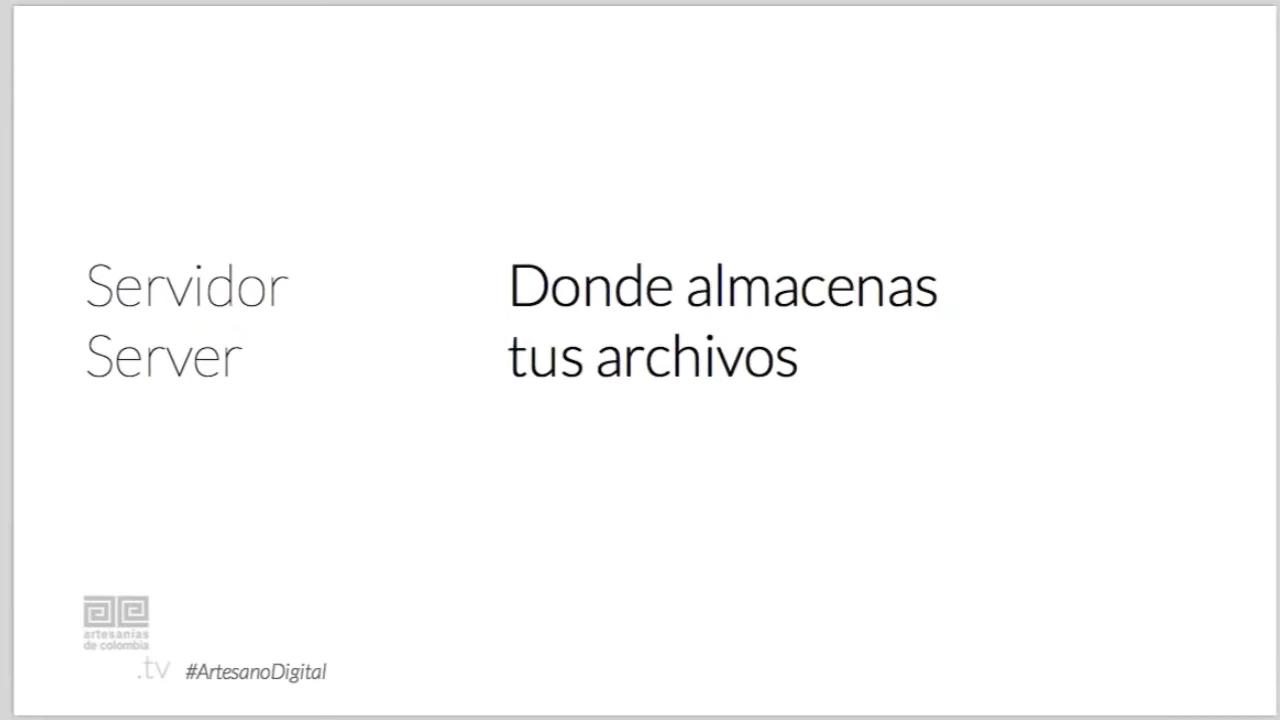 Servidor
Server
Donde almacenas
tus archivos
artesanías
de colombia
.tv
#ArtesanoDigital